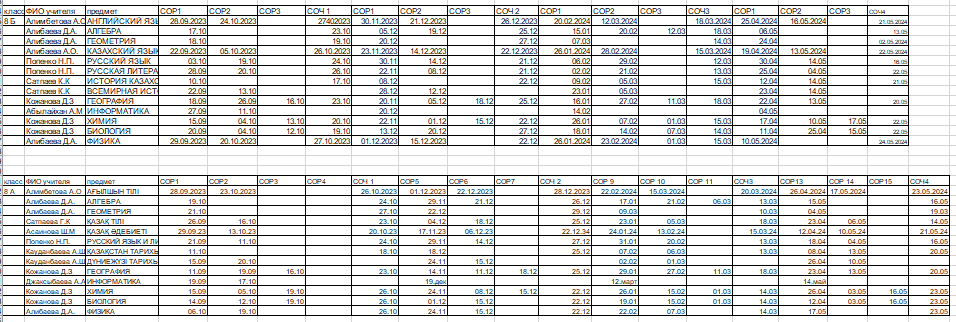 класс ФИО учителя предмет СОР1 СОР2 СОР3 СОЧ 1 СОР1 СОР2 СОР3 СОЧ 2 СОР1 СОР2 СОР3 СОЧ3 СОР1 СОР2 СОР3 СОЧ4
8 Б Алимбетова А.О АНГЛИЙСКИЙ ЯЗЫ 28.09.2023 24.10.2023 27402023 30.11.2023 21.12.2023 26.12.2023 20.02.2024 12.03.2024 18.03.2024 25.04.2024 16.05.2024 21.05.2024
Алибаева Д.А. АЛГЕБРА 17.10 23.10 05.12 19.12 27.12 15.01 20.02 12.03 18.03 06.05 13.05
Алибаева Д.А. ГЕОМЕТРИЯ 18.10 19.10 20.12 27.12 07.03 14.03 24.04 02.05.2024
Алибаева А.О. КАЗАХСКИЙ ЯЗЫК 22.09.2023 05.10.2023 26.10.2023 23.11.2023 14.12.2023 22.12.2023 26.01.2024 28.02.2024 15.03.2024 19.04.2024 13.05.2024 22.05.2024
Попенко Н.П. РУССКИЙ ЯЗЫК 03.10 19.10 24.10 30.11 14.12 21.12 06.02 29.02 12.03 30.04 14.05 16.05
Попенко Н.П. РУССКАЯ ЛИТЕРА 28.09 20.10 26.10 22.11 08.12 21.12 02.02 21.02 13.03 25.04 04.05 22.05
Сатпаев К.К ИСТОРИЯ КАЗАХС 10.10 17.10 08.12 22.12 09.02 05.03 15.03 12.04 14.05 21.05
Сатпаев К.К ВСЕМИРНАЯ ИСТ 22.09 13.10 28.12 12.12 23.01 05.03 23.04 14.05
Кожанова Д.З ГЕОГРАФИЯ 18.09 26.09 16.10 23.10 20.11 05.12 18.12 25.12 16.01 27.02 11.03 18.03 22.04 13.05 20.05
Абылайхан А.М ИНФОРМАТИКА 27.09 11.10 20.12 14.02 04.05
Кожанова Д.З ХИМИЯ 15.09 04.10 13.10 20.10 22.11 01.12 15.12 22.12 26.01 07.02 01.03 15.03 17.04 10.05 17.05 22.05
Кожанова Д.З БИОЛОГИЯ 20.09 04.10 12.10 19.10 13.12 20.12 27.12 18.01 14.02 07.03 14.03 11.04 25.04 15.05 22.05
Алибаева Д.А. ФИЗИКА 29.09.2023 20.10.2023 27.10.2023 01.12.2023 15.12.2023 22.12 26.01.2024 23.02.2024 01.03 15.03 10.05.2024 24.05.2024
класс ФИО учителя предмет СОР1 СОР2 СОР3 СОР4 СОЧ 1 СОР5 СОР6 СОР7 СОЧ 2 СОР 9 СОР 10 СОР 11 СОЧ3 СОР13 СОР 14 СОР15 СОЧ4
8 А Алимбетова А.О АҒЫЛШЫН ТІЛІ 28.09.2023 23.10.2023 26.10.2023 01.12.2023 22.12.2023 28.12.2023 22.02.2024 15.03.2024 20.03.2024 26.04.2024 17.05.2024 23.05.2024
Алибаева Д.А. АЛГЕБРА 19.10 24.10 29.11 21.12 26.12 17.01 21.02 06.03 13.03 15.05 16.05
Алибаева Д.А. ГЕОМЕТРИЯ 21.10 27.10 22.12 29.12 09.03 10.03 04.05 19.05
Сатпаева Г.К ҚАЗАҚ ТІЛІ 26.09 16.10 23.10 04.12 18.12 25.12 23.01 05.03 18.03 23.04 06.05 14.05
Асаинова Ш.М ҚАЗАҚ ӘДЕБИЕТІ 29.09.23 13.10.23 20.10.23 17.11.23 06.12.23 22.12.34 24.01.24 13.02.24 15.03.24 12.04.24 10.05.24 21.05.24
Попенко Н.П. РУССКИЙ ЯЗЫК И ЛИ 21.09 11.10 24.10 29.11 14.12 27.12 31.01 20.02 13.03 18.04 04.05 16.05
Кауданбаева А.Ш ҚАЗАҚСТАН ТАРИХЫ 11.10 18.10 18.12 25.12 07.02 06.03 13.03 08.04 13.05 20.05
Кауданбаева А.Ш ДҮНИЕЖҮЗІ ТАРИХЫ 15.09 20.10 24.11 15.12 02.02 01.03 26.04 10.05
Кожанова Д.З ГЕОГРАФИЯ 11.09 19.09 16.10 23.10 14.11 11.12 18.12 25.12 29.01 27.02 11.03 18.03 23.04 13.05 20.05
Джаксыбаева А.А ИНФОРМАТИКА 19.09 17.10 19.дек 12.март 14.май
Кожанова Д.З ХИМИЯ 15.09 05.10 19.10 26.10 24.11 08.12 15.12 22.12 26.01 15.02 01.03 14.03 12.04 03.05 16.05 23.05
Кожанова Д.З БИОЛОГИЯ 14.09 12.10 19.10 26.10 01.12 15.12 22.12 19.01 15.02 01.03 14.03 12.04 03.05 16.05 23.05
Алибаева Д.А. ФИЗИКА 06.10 19.10 26.10 24.11 15.12 22.12 22.02 07.03 14.03 17.05 23.05